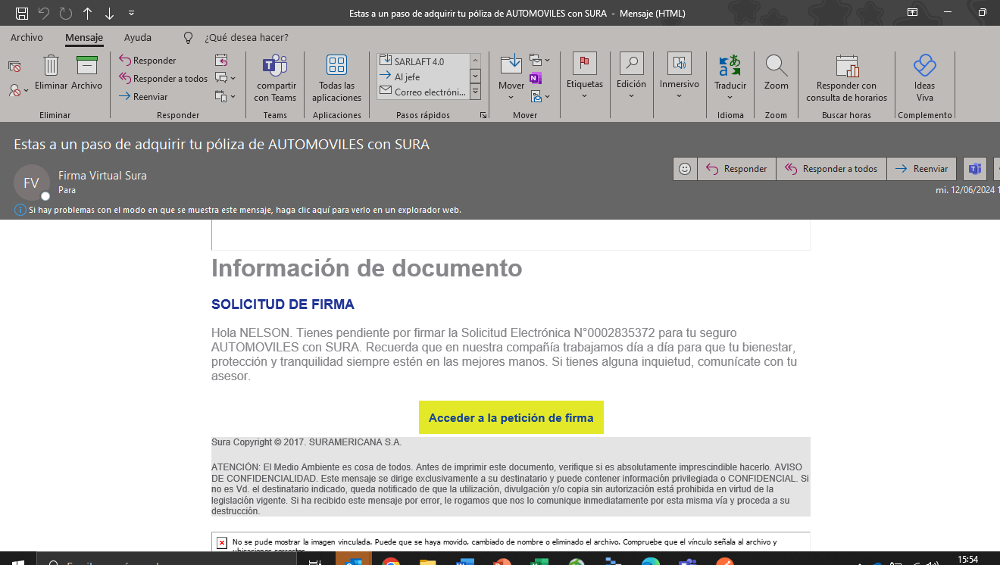 Estas a un paso de adquirir tu póliza de AUTOMOVILES con SURA - Mensaje (HTML)
Archivo Mensaje Ayuda ¿Qué desea hacer?
Eliminar Archivo
Eliminar
Responder
Responder a todos
Reenviar
Responder
compartir
con Teams
Teams
Todas las
aplicaciones
Aplicaciones
SARLAFT 4.0
Al jefe
Correo electróni...
Pasos rápidos
Mover
Mover
Etiquetas
Edición
Inmersivo
Traducir
Idioma
Zoom
Zoom
Responder con
consulta de horarios
Buscar horas
Ideas
Viva
Complemento
Estas a un paso de adquirir tu póliza de AUTOMOVILES con SURA
FV
Firma Virtual Sura
Para
Responder Responder a todos Reenviar
mi. 12/06/2024 1
Si hay problemas con el modo en que se muestra este mensaje, haga clic aquí para verlo en un explorador web.
Información de documento
SOLICITUD DE FIRMA
Hola NELSON. Tienes pendiente por firmar la Solicitud Electrónica N°0002835372 para tu seguro
AUTOMOVILES con SURA. Recuerda que en nuestra compañía trabajamos día a día para que tu bienestar,
protección y tranquilidad siempre estén en las mejores manos. Si tienes alguna inquietud, comunícate con tu
asesor.
Acceder a la petición de firma
Sura Copyright © 2017. SURAMERICANA S.A.
ATENCIÓN: El Medio Ambiente es cosa de todos. Antes de imprimir este documento, verifique si es absolutamente imprescindible hacerlo. AVISO
DE CONFIDENCIALIDAD. Este mensaje se dirige exclusivamente a su destinatario y puede contener información privilegiada o CONFIDENCIAL. Si
no es Vd. el destinatario indicado, queda notificado de que la utilización, divulgación y/o copia sin autorización está prohibida en virtud de la
legislación vigente. Si ha recibido este mensaje por error, le rogamos que nos lo comunique inmediatamente por esta misma vía y proceda a su
destrucción.
No se pude mostrar la imagen vinculada. Puede que se haya movido, cambiado de nombre o eliminado el archivo. Compruebe que el vínculo señala al archivo y
ubicaciones correctos.
15:54